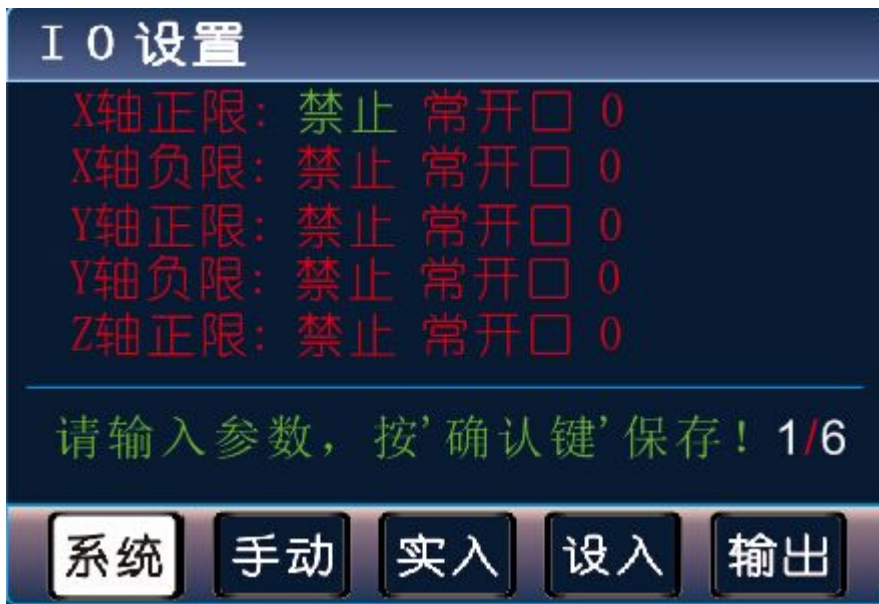 IO设置
X轴正限：禁止 常开口 0
X轴负限：禁止 常开口 0
Y轴正限：禁止 常开口 0
Y轴负限：禁止 常开口 0
Z轴正限：禁止 常开口 0
请输入参数，按'确认键'保存！1/6
系统 手动 实入 设入 输出